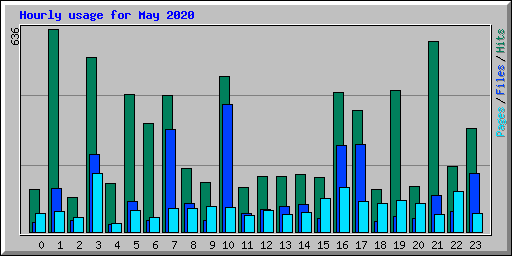 Hourly usage for May 2020
636
Pages/Files/Hits
0 1 2 3 4 5 6 7 8 9 10 11 12 13 14 15 16 17 18 19 20 21 22 23